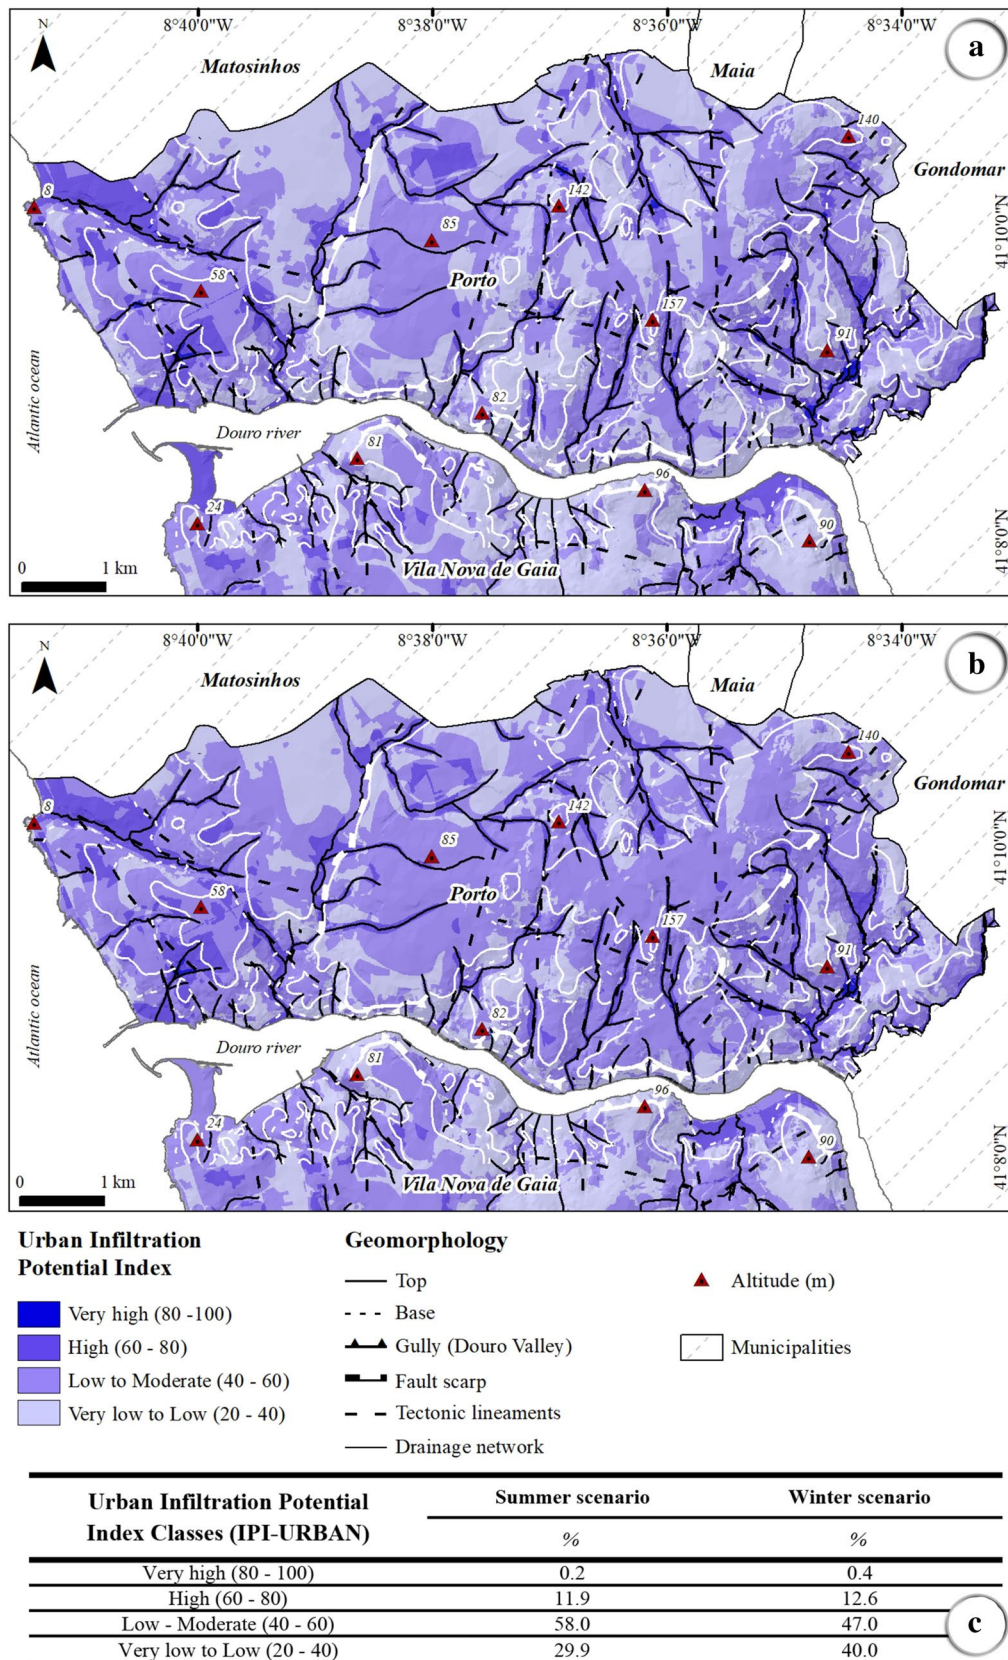 N
8°40'0"W
8°38'0"W
8°36'0"W
8°34'0"W
a
Matosinhos
Maia
140
Gondomar
8
142
85
41°10'0"N
58
Porto
157
91
Atlantic ocean
82
Douro river
81
96
24
90
41°8'0"N
0 1 km
Vila Nova de Gaia
N
8°40'0"W
8°38'0"W
8°36'0"W
8°34'0"W
b
Matosinhos
Maia
140
Gondomar
8
142
85
41°10'0"N
58
Porto
157
91
Atlantic ocean
82
Douro river
81
96
24
90
41°8'0"N
0 1 km
Vila Nova de Gaia
Urban Infiltration
Potential Index
Very high (80 -100)
High (60 - 80)
Low to Moderate (40 - 60)
Very low to Low (20 - 40)
Geomorphology
Top
Base
Gully (Douro Valley)
Fault scarp
Tectonic lineaments
Drainage network
Altitude (m)
Municipalities
Urban Infiltration Potential
Index Classes (IPI-URBAN)
Summer scenario
Winter scenario
% %
Very high (80 - 100) 0.2 0.4
High (60 - 80) 11.9 12.6
Low - Moderate (40 - 60) 58.0 47.0
Very low to Low (20 - 40) 29.9 40.0
c